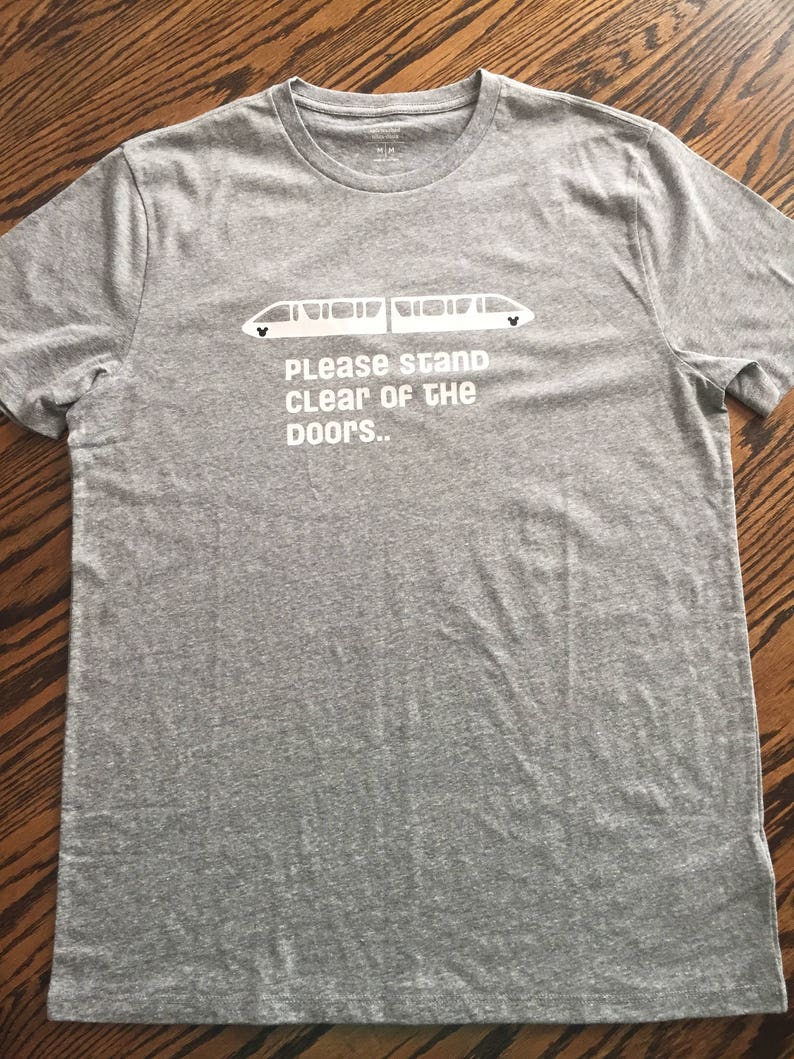 M|M
PLease stand
CLear of the
Doors..